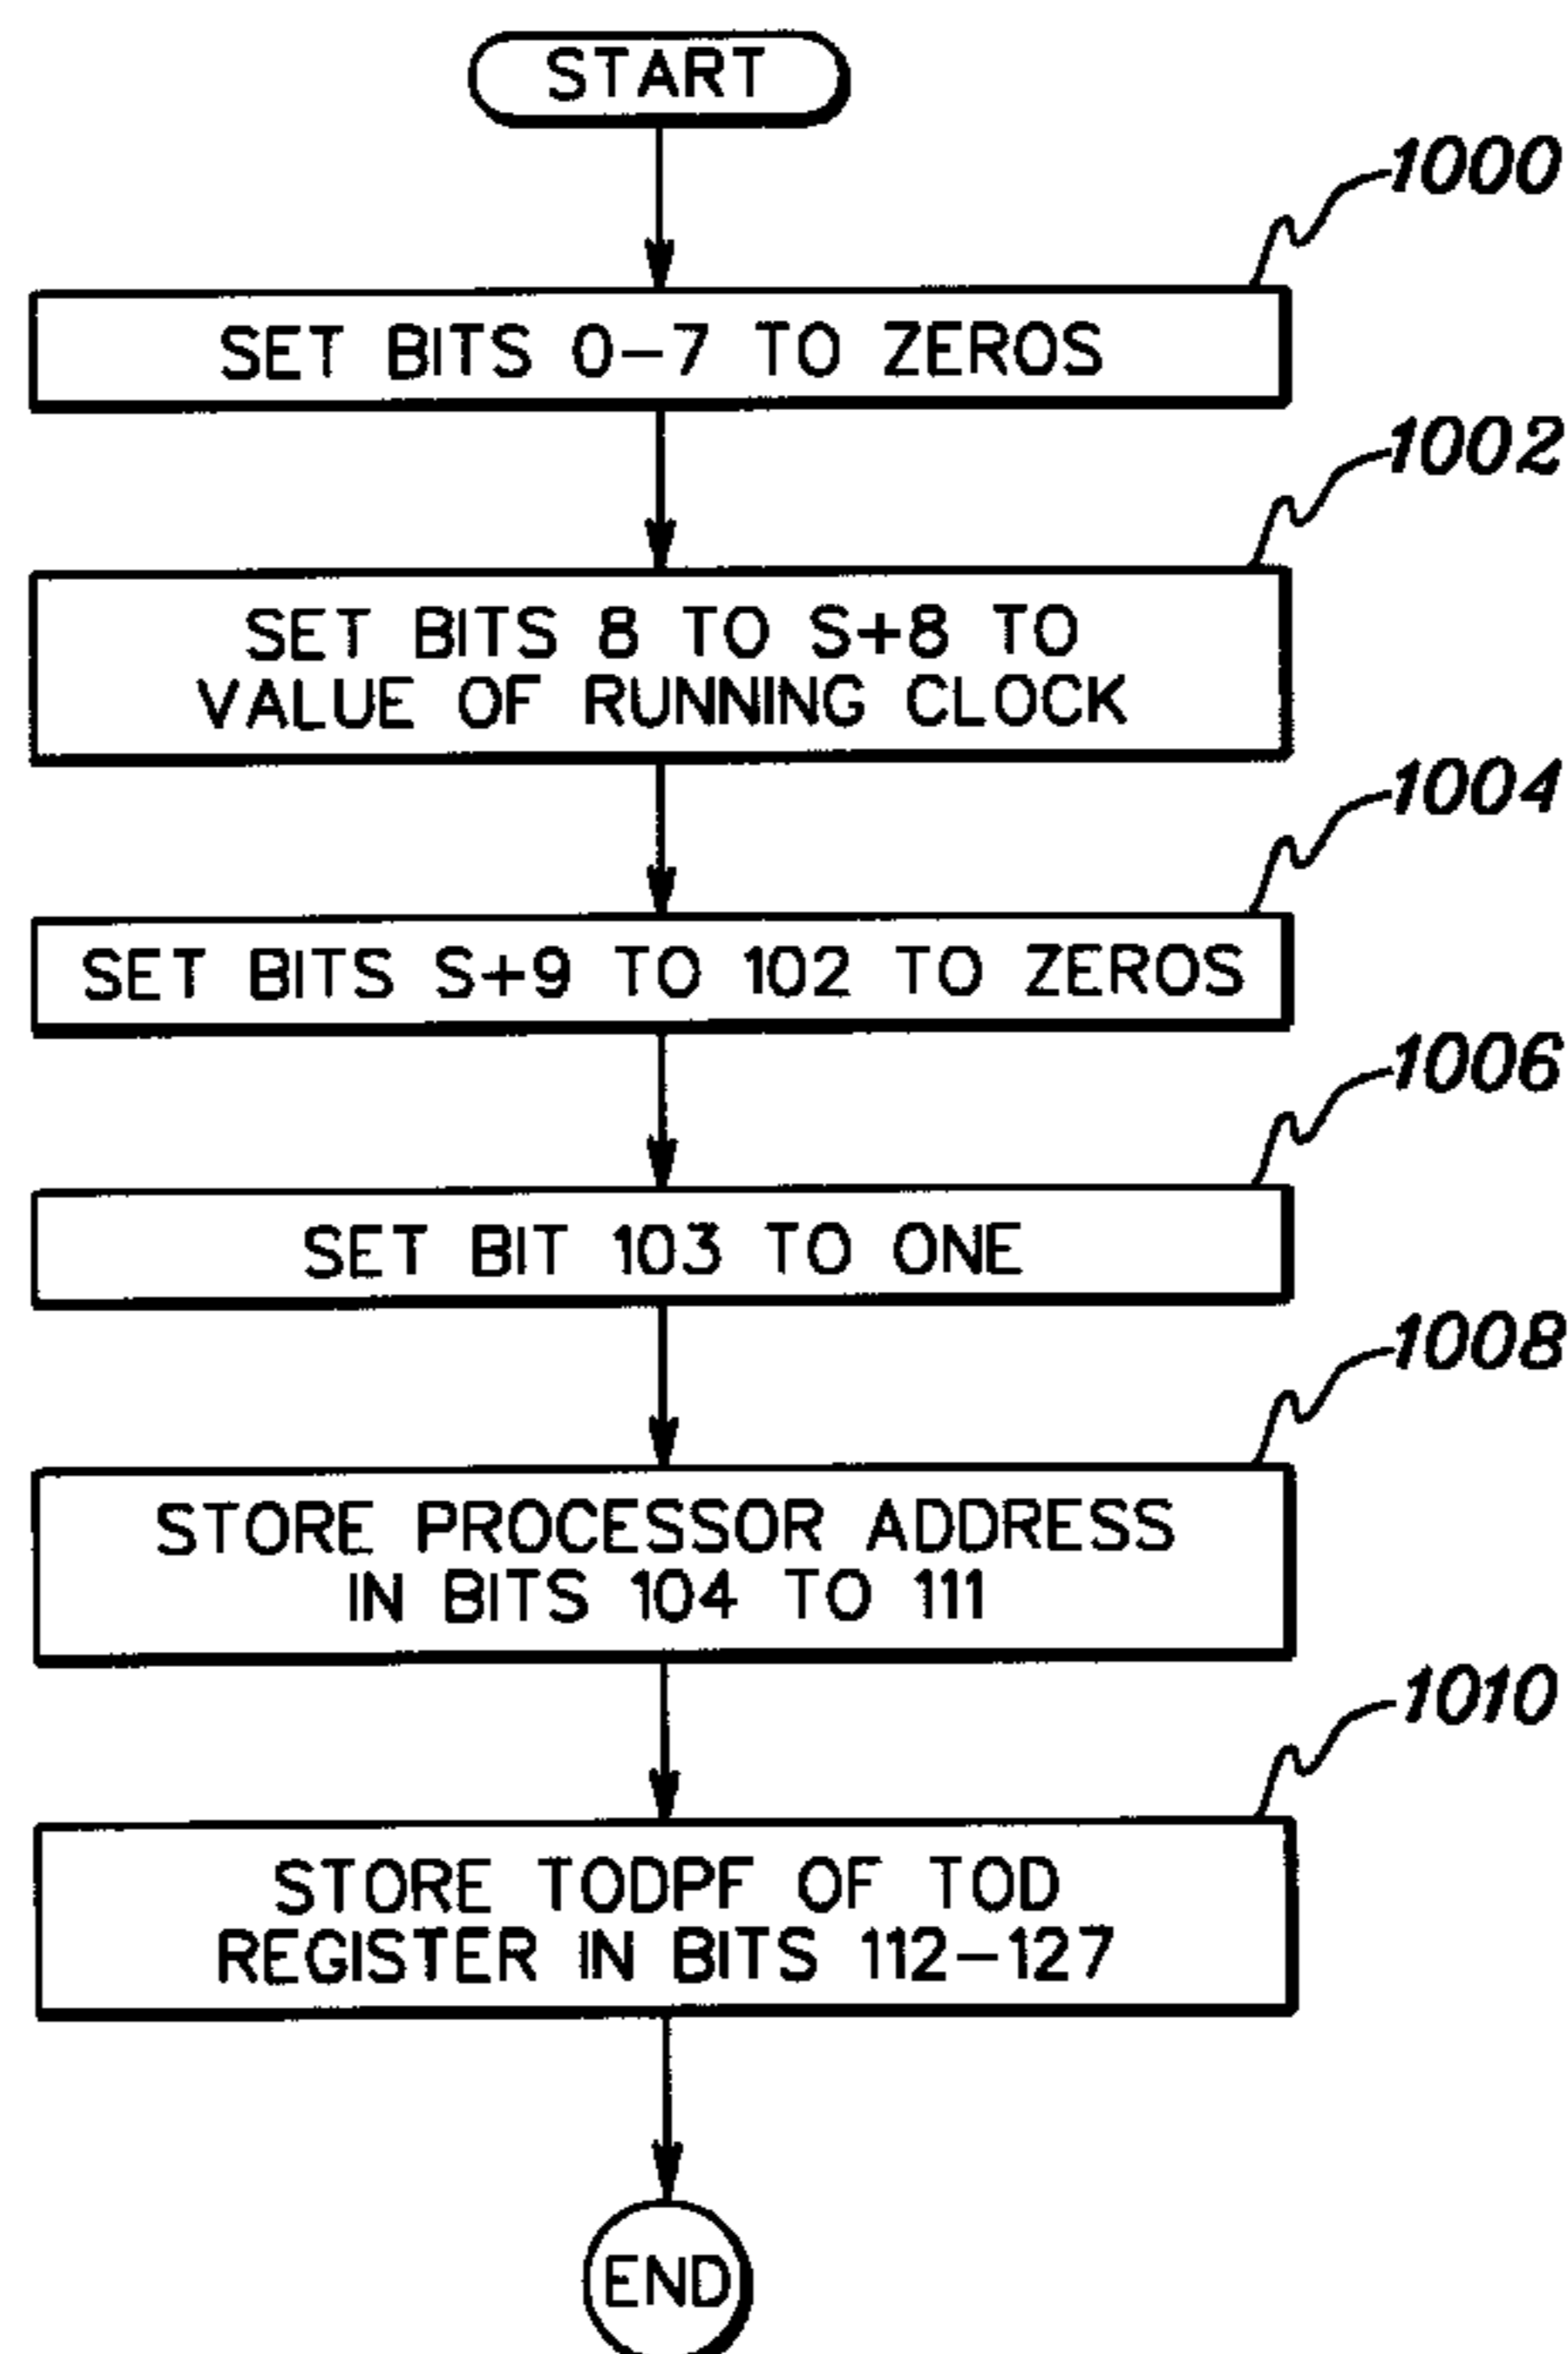 START
1000
SET BITS 0-7 TO ZEROS
1002
SET BITS 8 TO S+8 TO
VALUE OF RUNNING CLOCK
1004
SET BITS S+9 TO 102 TO ZEROS
1006
SET BIT 103 TO ONE
1008
STORE PROCESSOR ADDRESS
IN BITS 104 TO 111
1010
STORE TODPF OF TOD
REGISTER IN BITS 112-127
END